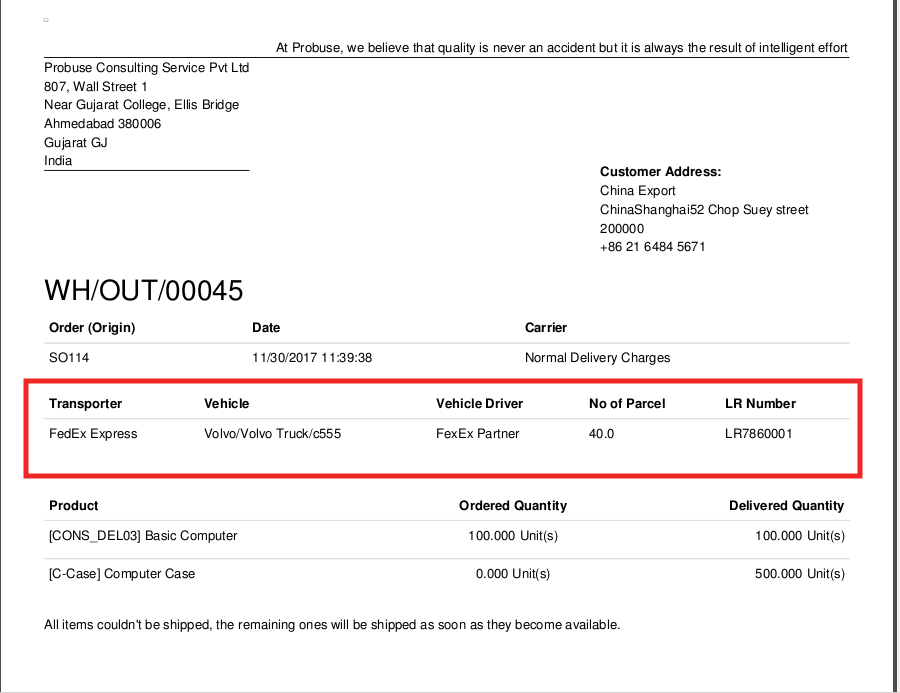 At Probuse, we believe that quality is never an accident but it is always the result of intelligent effort
Probuse Consulting Service Pvt Ltd
807, Wall Street 1
Near Gujarat College, Ellis Bridge
Ahmedabad 380006
Gujarat GJ
India
Customer Address:
China Export
ChinaShanghai52 Chop Suey street
200000
+86 21 6484 5671
WH/OUT/00045
Order (Origin) Date Carrier
SO114 11/30/2017 11:39:38 Normal Delivery Charges
Transporter Vehicle Vehicle Driver No of Parcel LR Number
FedEx Express Volvo/Volvo Truck/c555 FexEx Partner 40.0 LR7860001
Product Ordered Quantity Delivered Quantity
[CONS_DEL03] Basic Computer 100.000 Unit(s) 100.000 Unit(s)
[C-Case] Computer Case 0.000 Unit(s) 500.000 Unit(s)
All items couldn't be shipped, the remaining ones will be shipped as soon as they become available.